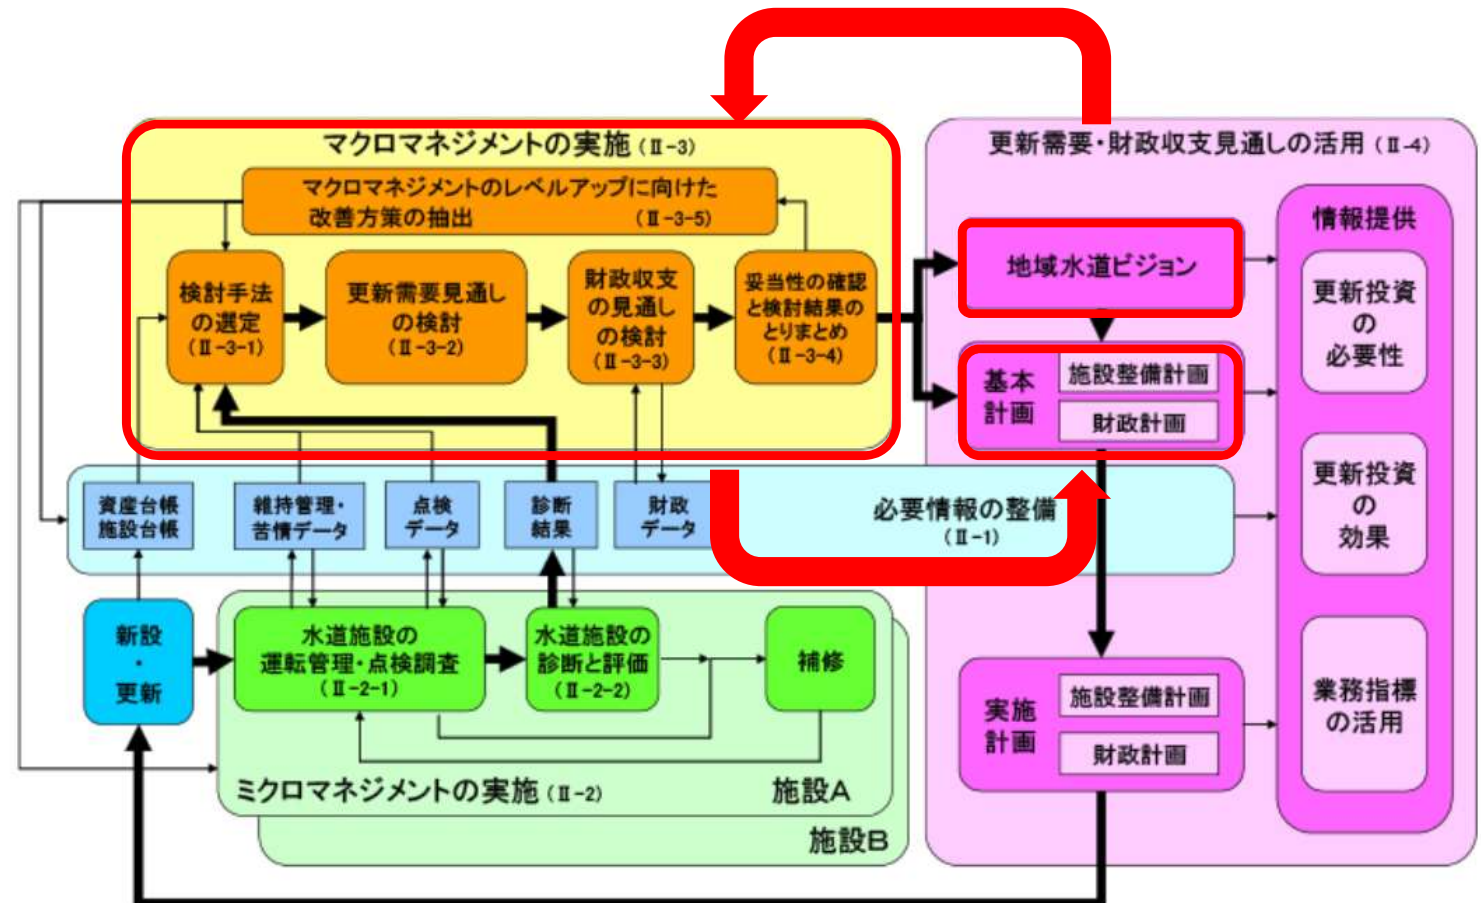 マクロマネジメントの実施(Ⅱ-3)
マクロマネジメントのレベルアップに向けた
改善方策の抽出 (Ⅱ-3-5)
検討手法
の選定
(Ⅱ-3-1)
更新需要見通し
の検討
(Ⅱ-3-2)
財政収支
の見通し
の検討
(Ⅱ-3-3)
妥当性の確認
と検討結果の
とりまとめ
(Ⅱ-3-4)
資産台帳
施設台帳
維持管理・
苦情データ
点検
データ
診断
結果
財政
データ
必要情報の整備
(Ⅱ-1)
新設
・
更新
水道施設の
運転管理・点検調査
(Ⅱ-2-1)
水道施設の
診断と評価
(Ⅱ-2-2)
補修
ミクロマネジメントの実施(Ⅱ-2)
施設A
施設B
更新需要・財政収支見通しの活用(Ⅱ-4)
地域水道ビジョン
基本
計画
施設整備計画
財政計画
実施
計画
施設整備計画
財政計画
情報提供
更新投資
の
必要性
更新投資
の
効果
業務指標
の活用